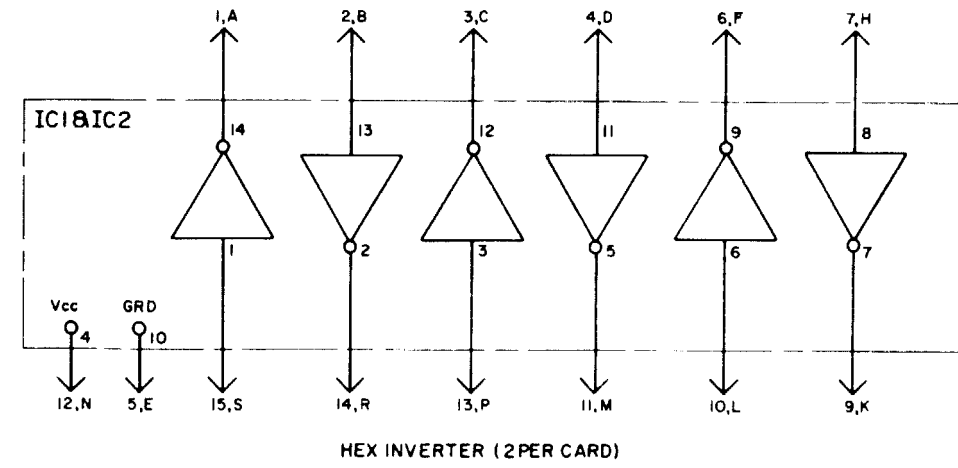 1,A 2,B 3,C 4,D 6,F 7,H
IC1&IC2
14 13 12 11 9 8
1 2 3 5 6 7
Vcc GRD
4 10
12,N 5,E 15,S 14,R 13,P 11,M 10,L 9,K
HEX INVERTER (2 PER CARD)